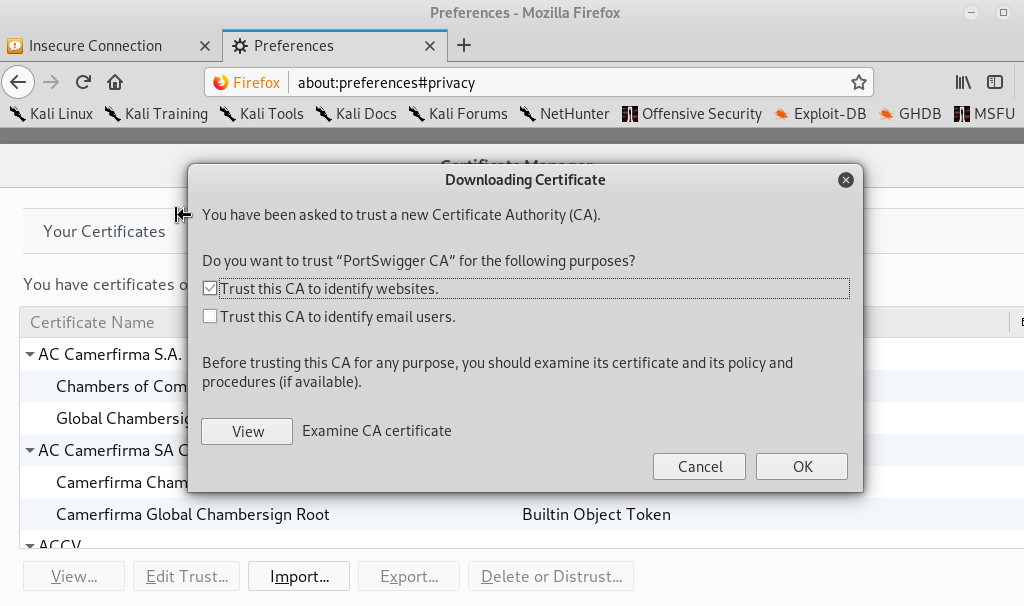 Preferences - Mozilla Firefox
Insecure Connection
Preferences
Firefox
about:preferences#privacy
Kali Linux
Kali Training
Kali Tools
Kali Docs
Kali Forums
NetHunter
Offensive Security
Exploit-DB
GHDB
MSFU
Certificate Manager
Downloading Certificate
You have been asked to trust a new Certificate Authority (CA).
Your Certificates
Do you want to trust “PortSwigger CA” for the following purposes?
You have certificates o
Trust this CA to identify websites.
Trust this CA to identify email users.
Certificate Name
AC Camerfirma S.A.
Before trusting this CA for any purpose, you should examine its certificate and its policy and
procedures (if available).
Chambers of Com
Global Chambersig
View
Examine CA certificate
AC Camerfirma SA C
Cancel
OK
Camerfirma Cham
Camerfirma Global Chambersign Root
Builtin Object Token
ACCV
View...
Edit Trust...
Import...
Export...
Delete or Distrust...